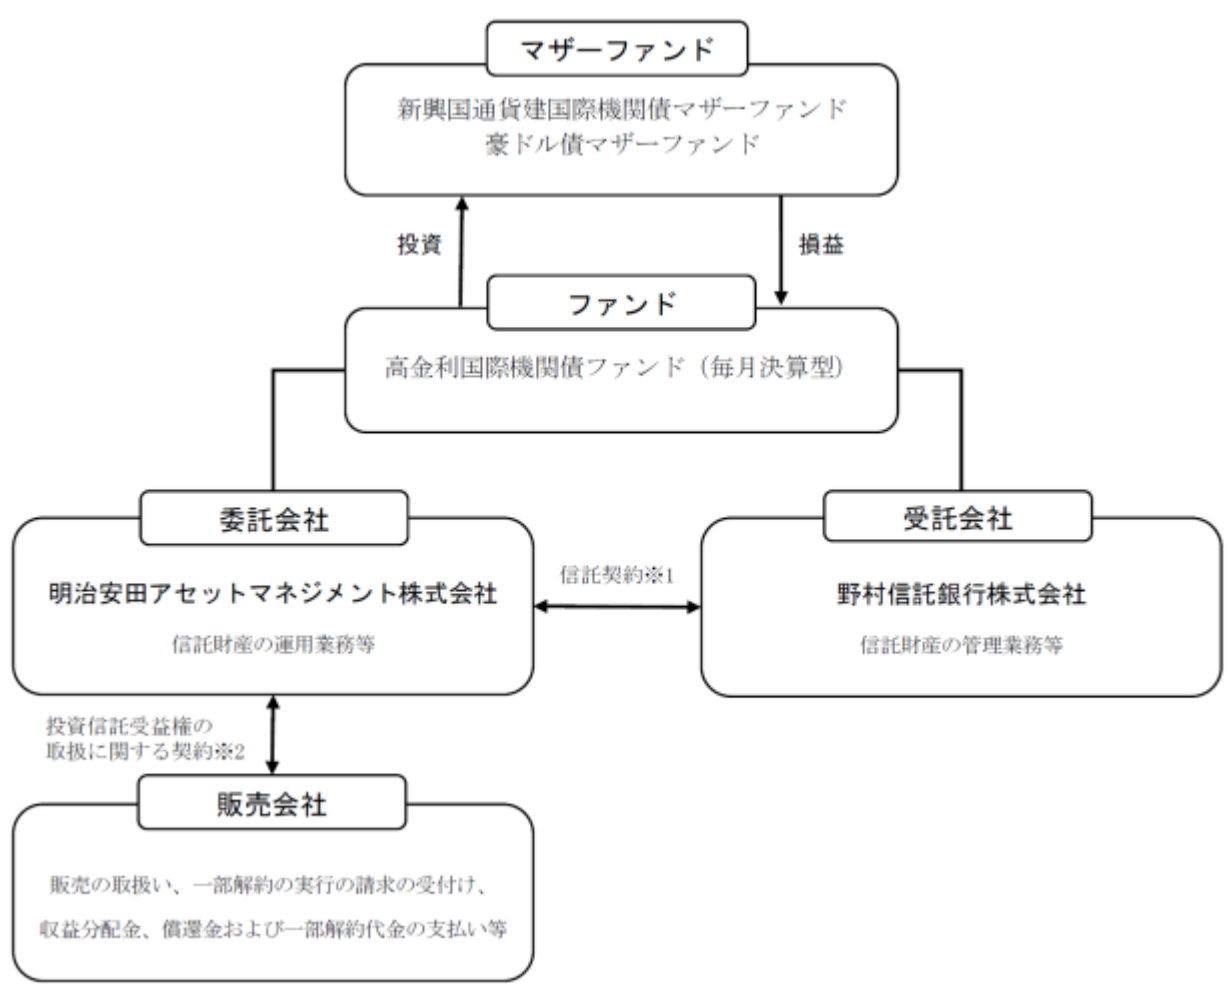 マザーファンド
新興国通貨建国際機関債マザーファンド
豪ドル債マザーファンド
投資
損益
ファンド
高金利国際機関債ファンド（毎月決算型）
委託会社
受託会社
明治安田アセットマネジメント株式会社
信託財産の運用業務等
信託契約※1
野村信託銀行株式会社
信託財産の管理業務等
投資信託受益権の
取扱に関する契約※2
販売会社
販売の取扱い、一部解約の実行の請求の受付け、
収益分配金、償還金および一部解約代金の支払い等